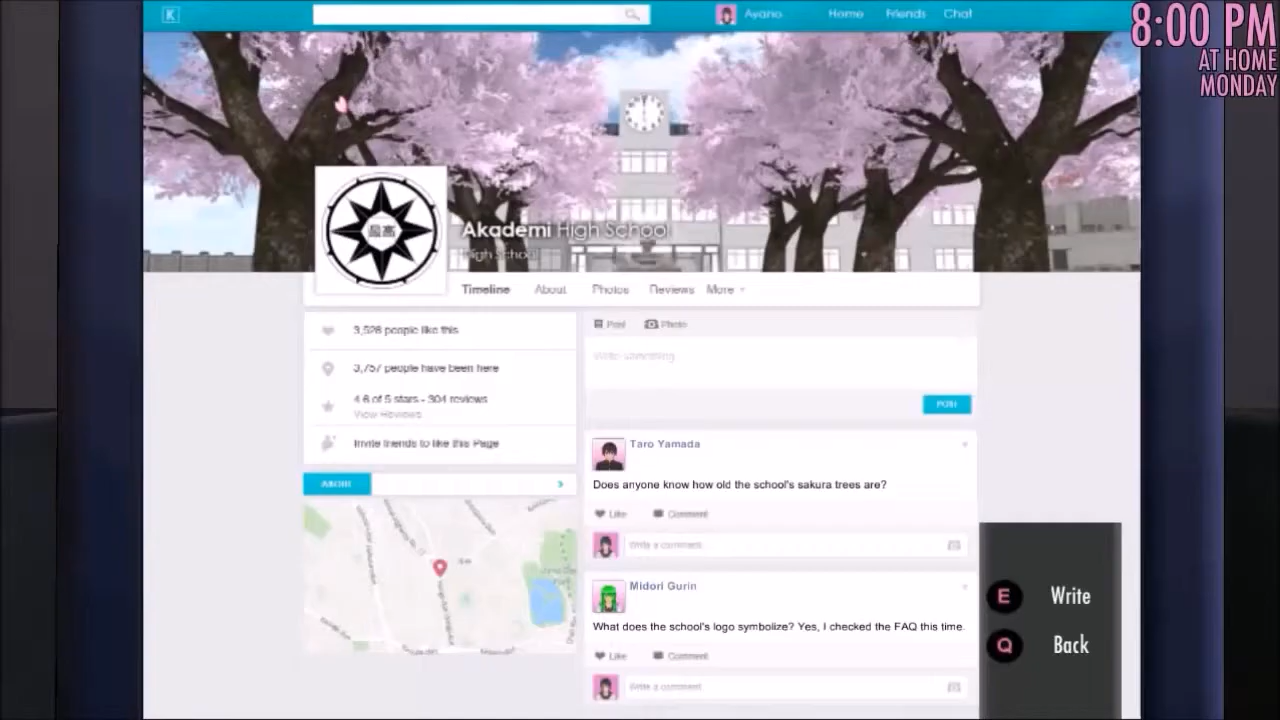 K
Ayano Home Friends Chat
8:00 PM
AT HOME
MONDAY
最高
Akademi High School
High School
Timeline About Photos Reviews More
3,528 people like this
3,757 people have been here
4.6 of 5 stars - 304 reviews
View Reviews
Invite friends to like this Page
ABOUT
Post Photo
Write something
POST
Taro Yamada
Does anyone know how old the school's sakura trees are?
Like Comment
Write a comment
Midori Gurin
What does the school's logo symbolize? Yes, I checked the FAQ this time.
Like Comment
Write a comment
E Write
Q Back